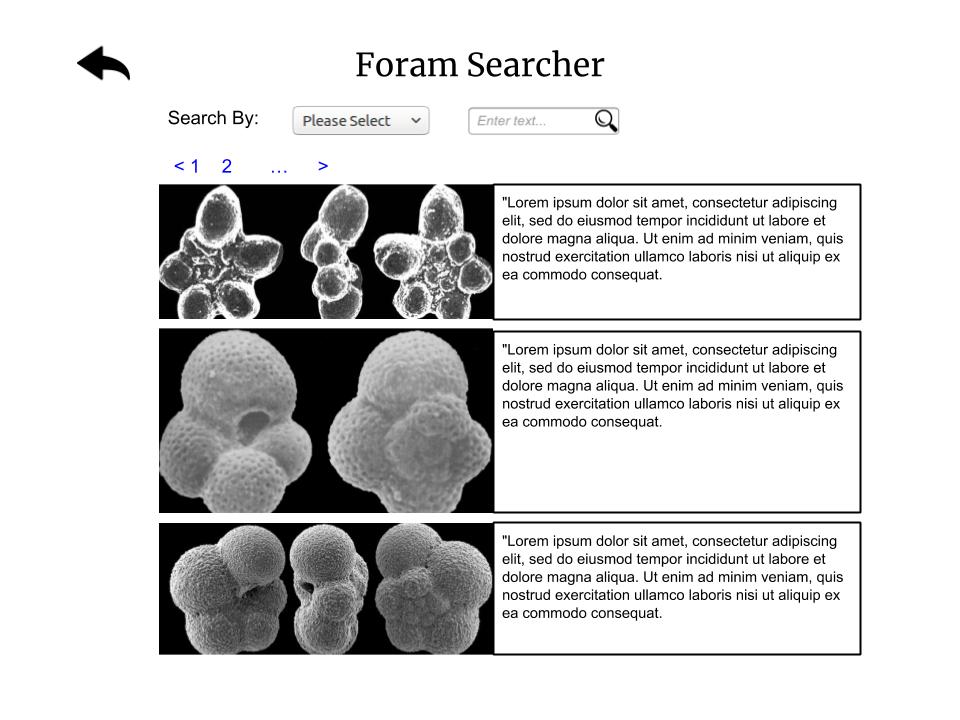 Foram Searcher
Search By:
Please Select
Enter text...
< 1 2 ... >
"Lorem ipsum dolor sit amet, consectetur adipiscing
elit, sed do eiusmod tempor incididunt ut labore et
dolore magna aliqua. Ut enim ad minim veniam, quis
nostrud exercitation ullamco laboris nisi ut aliquip ex
ea commodo consequat.
"Lorem ipsum dolor sit amet, consectetur adipiscing
elit, sed do eiusmod tempor incididunt ut labore et
dolore magna aliqua. Ut enim ad minim veniam, quis
nostrud exercitation ullamco laboris nisi ut aliquip ex
ea commodo consequat.
"Lorem ipsum dolor sit amet, consectetur adipiscing
elit, sed do eiusmod tempor incididunt ut labore et
dolore magna aliqua. Ut enim ad minim veniam, quis
nostrud exercitation ullamco laboris nisi ut aliquip ex
ea commodo consequat.